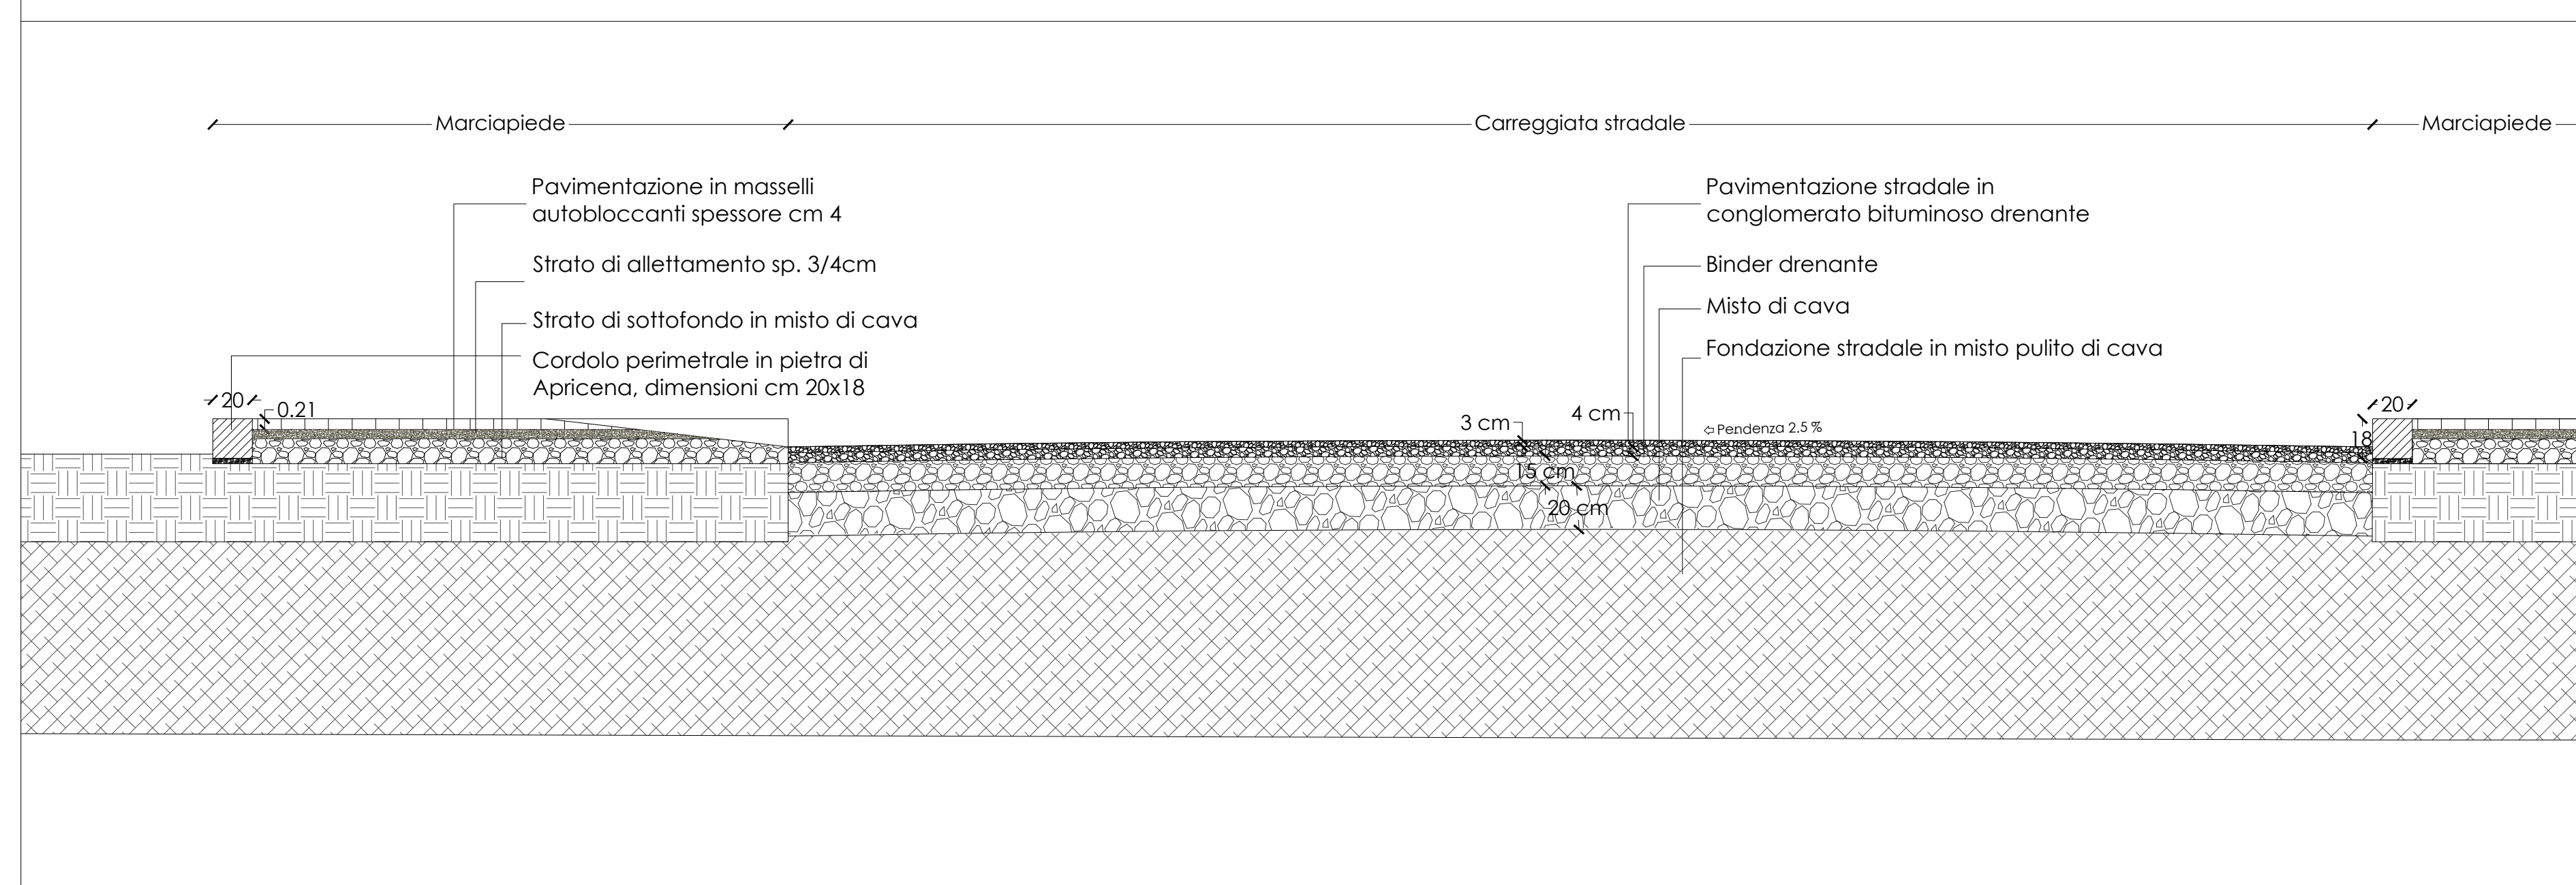 Marciapiede
Carreggiata stradale
Marciapiede
Pavimentazione in masselli
autobloccanti spessore cm 4
Strato di allettamento sp. 3/4cm
Strato di sottofondo in misto di cava
Cordolo perimetrale in pietra di
Apricena, dimensioni cm 20x18
Pavimentazione stradale in
conglomerato bituminoso drenante
Binder drenante
Misto di cava
Fondazione stradale in misto pulito di cava
20
0.21
3 cm
4 cm
Pendenza 2.5 %
15 cm
20 cm
20
18